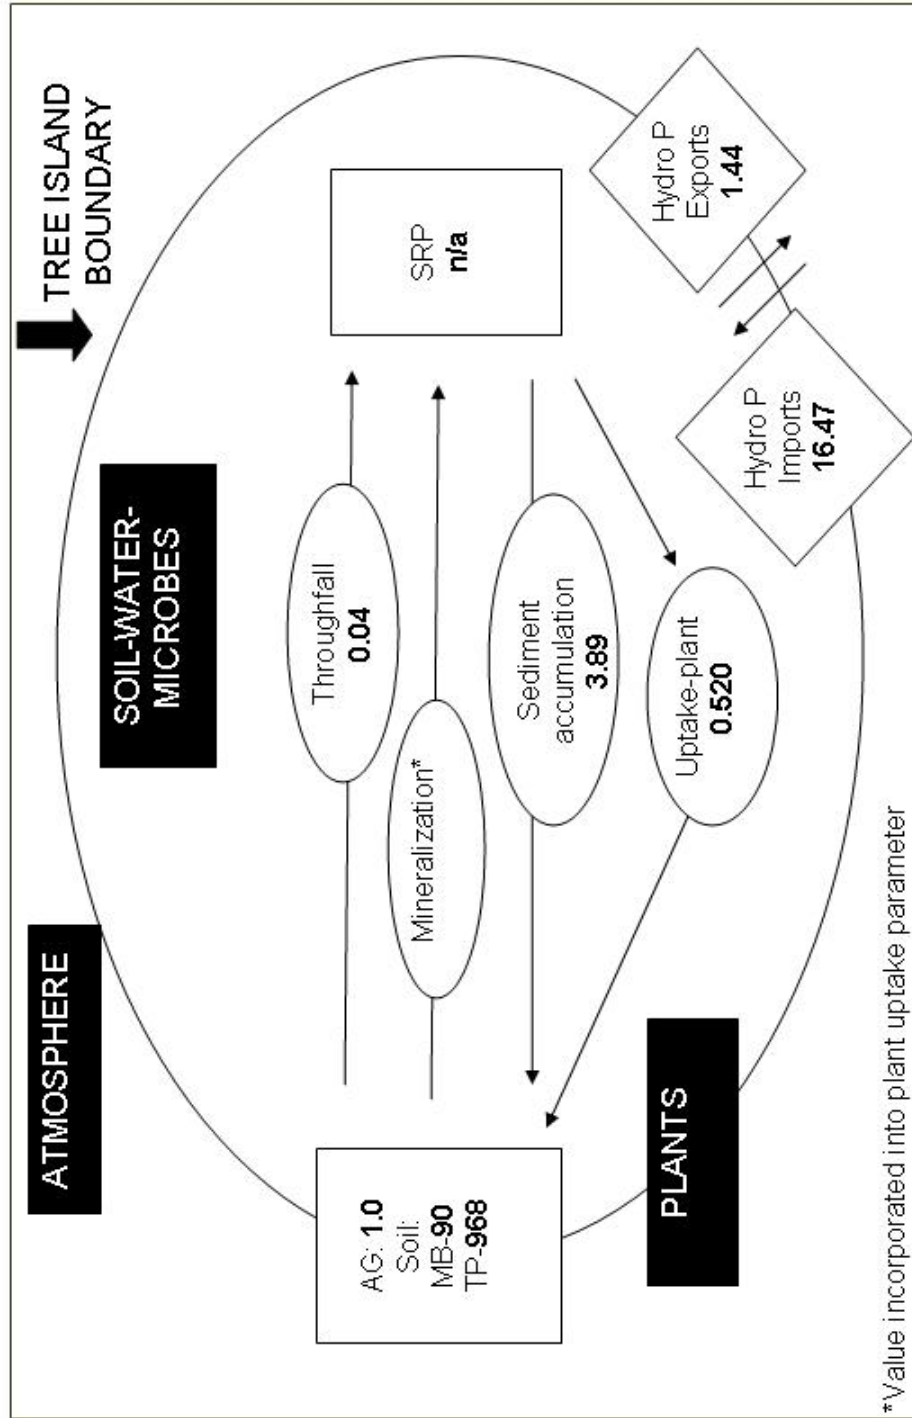 TREE ISLAND
BOUNDARY
ATMOSPHERE
SOIL-WATER-
MICROBES
Throughfall
0.04
Mineralization*
AG: 1.0
Soil:
MB-90
TP-968
SRP
n/a
Sediment
accumulation
3.89
Uptake-plant
0.520
PLANTS
Hydro P
Imports
16.47
Hydro P
Exports
1.44
*Value incorporated into plant uptake parameter